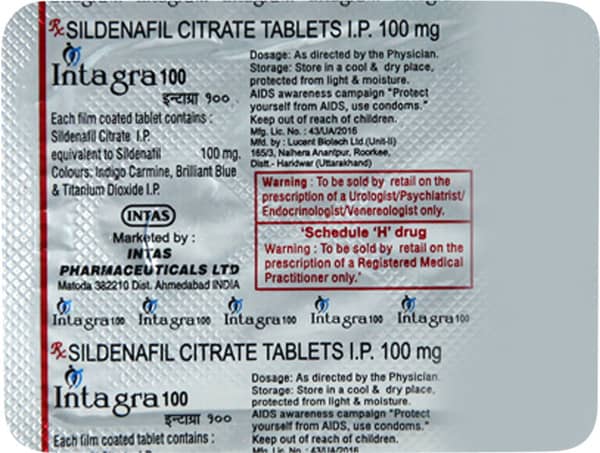 Rx SILDENAFIL CITRATE TABLETS I.P. 100 mg
Intagra 100
इन्टाग्रा १००
Each film coated tablet contains :
Sildenafil Citrate I.P.
equivalent to Sildenafil 100 mg.
Colours: Indigo Carmine, Brilliant Blue
& Titanium Dioxide I.P.
INTAS
Marketed by :
INTAS
PHARMACEUTICALS LTD
Matoda 382210 Dist. Ahmedabad INDIA
Dosage: As directed by the Physician.
Storage: Store in a cool & dry place,
protected from light & moisture.
AIDS awareness campaign "Protect
yourself from AIDS, use condoms."
Keep out of reach of children.
Mfg. Lic. No. : 43/UA/2016
Mfd. by : Lucent Biotech Ltd.(Unit-II)
165/3, Naihera Anantpur, Roorkee,
Distt.- Haridwar (Uttarakhand)
Warning : To be sold by retail on the
prescription of a Urologist/Psychiatrist/
Endocrinologist/Venereologist only.
'Schedule 'H' drug
Warning : To be sold by retail on the
prescription of a Registered Medical
Practitioner only.'
Intagra 100 Intagra 100 Intagra 100 Intagra 100 Intagra 100
Rx SILDENAFIL CITRATE TABLETS I.P. 100 mg
Intagra 100
इन्टाग्रा १००
Each film coated tablet contains :
Dosage: As directed by the Physician.
Storage: Store in a cool & dry place,
protected from light & moisture.
AIDS awareness campaign "Protect
yourself from AIDS, use condoms."
Keep out of reach of children.
Mfg. Lic. No. : 43/UA/2016